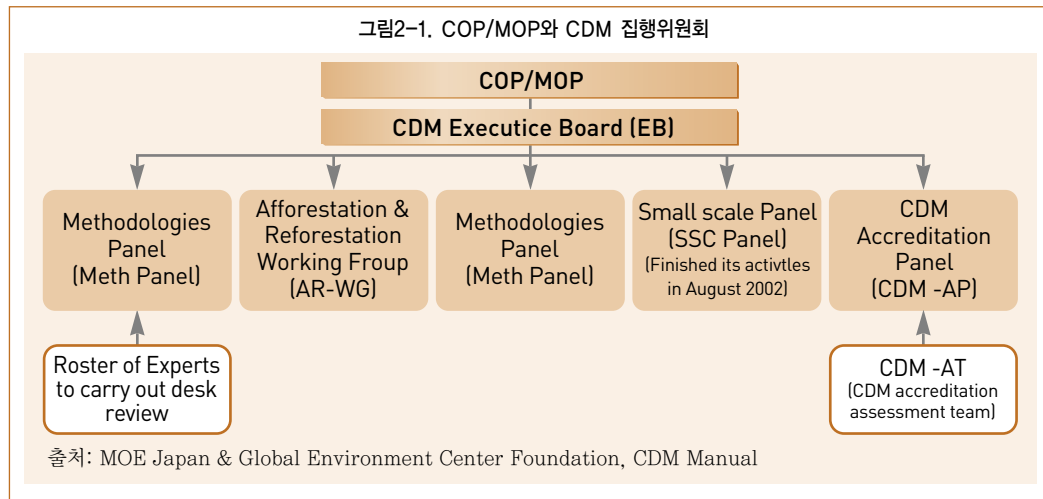 그림2-1. COP/MOP와 CDM 집행위원회
COP/MOP
CDM Executice Board (EB)
Methodologies
Panel
(Meth Panel)
Afforestation &
Reforestation
Working Froup
(AR-WG)
Methodologies
Panel
(Meth Panel)
Small scale Panel
(SSC Panel)
(Finished its activtles
in August 2002)
CDM
Accreditation
Panel
(CDM -AP)
Roster of Experts
to carry out desk
review
CDM -AT
(CDM accreditation
assessment team)
출처: MOE Japan & Global Environment Center Foundation, CDM Manual